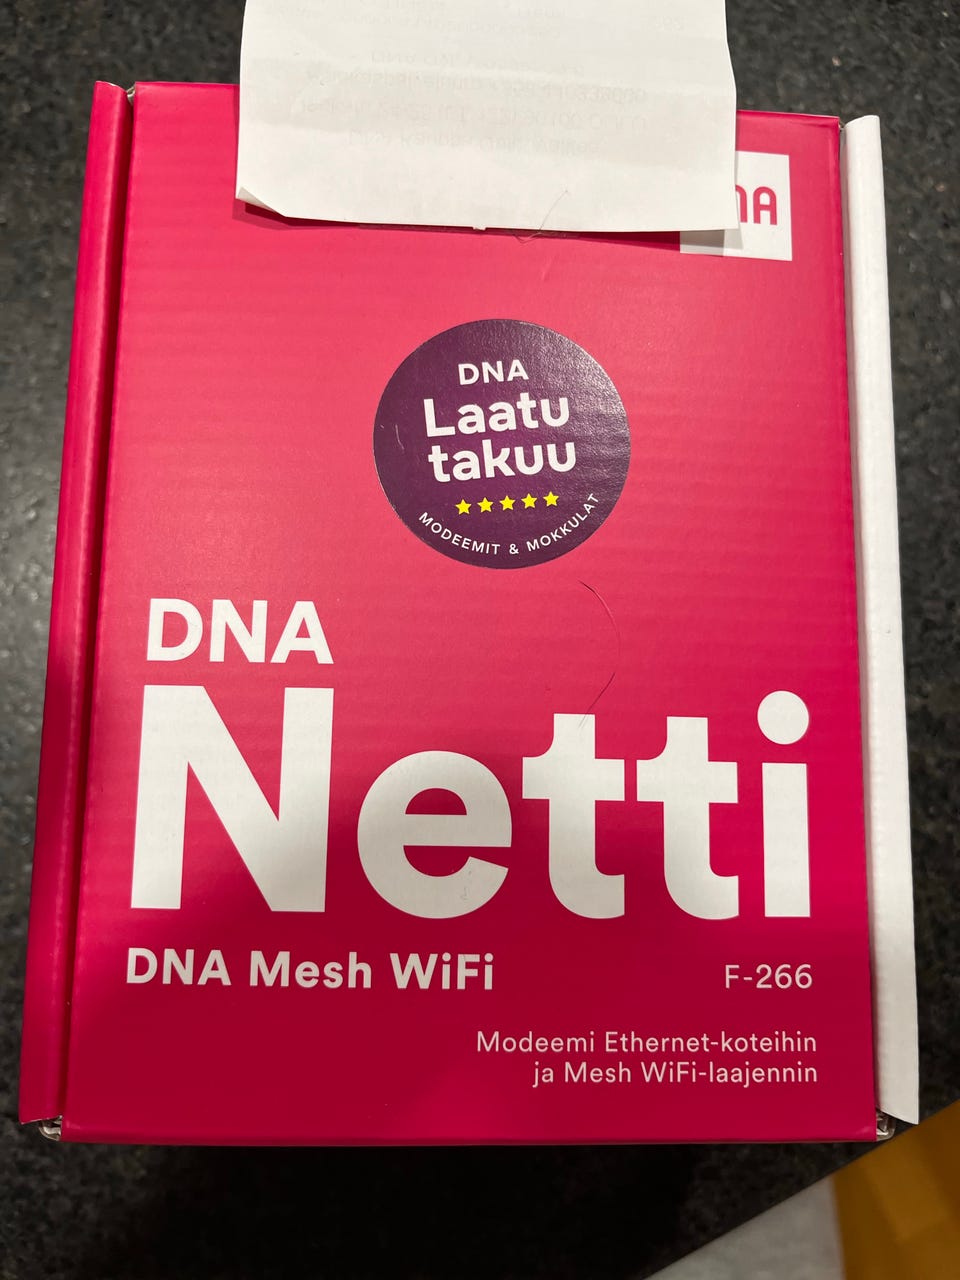 DNA
Laatu
takuu
MODEEMIT & MOKKULAT
DNA
Netti
DNA Mesh WiFi
F-266
Modeemi Ethernet-koteihin
ja Mesh WiFi-laajennin